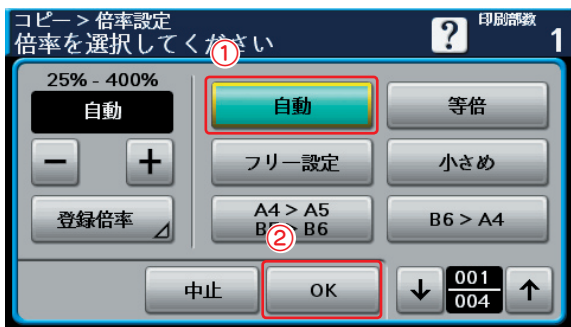 コピー > 倍率設定
倍率を選択してください
?
印刷部数
1
①
25% - 400%
自動
自動
等倍
−
+
フリー設定
小さめ
登録倍率
A4 > A5
B5 > B6
B6 > A4
②
中止
OK
↓
001
004
↑